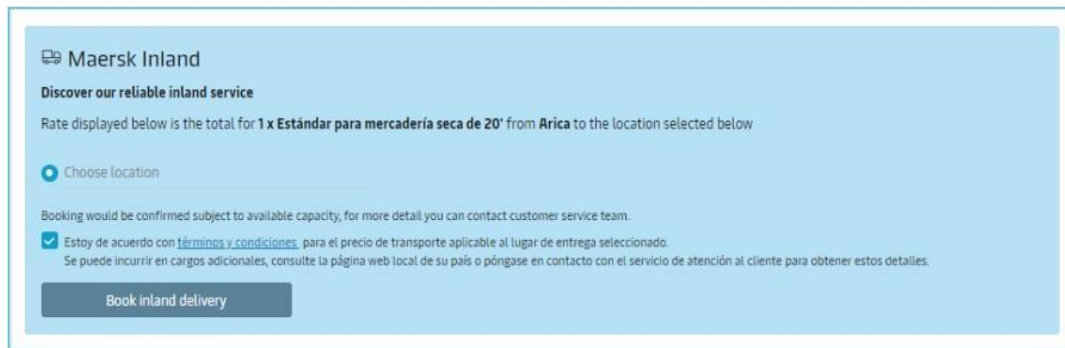 Maersk Inland
Discover our reliable inland service
Rate displayed below is the total for 1 x Estándar para mercadería seca de 20' from Arica to the location selected below
Choose location
Booking would be confirmed subject to available capacity, for more detail you can contact customer service team.
Estoy de acuerdo con términos y condiciones para el precio de transporte aplicable al lugar de entrega seleccionado.
Se puede incurrir en cargos adicionales, consulte la página web local de su país o póngase en contacto con el servicio de atención al cliente para obtener estos detalles.
Book inland delivery